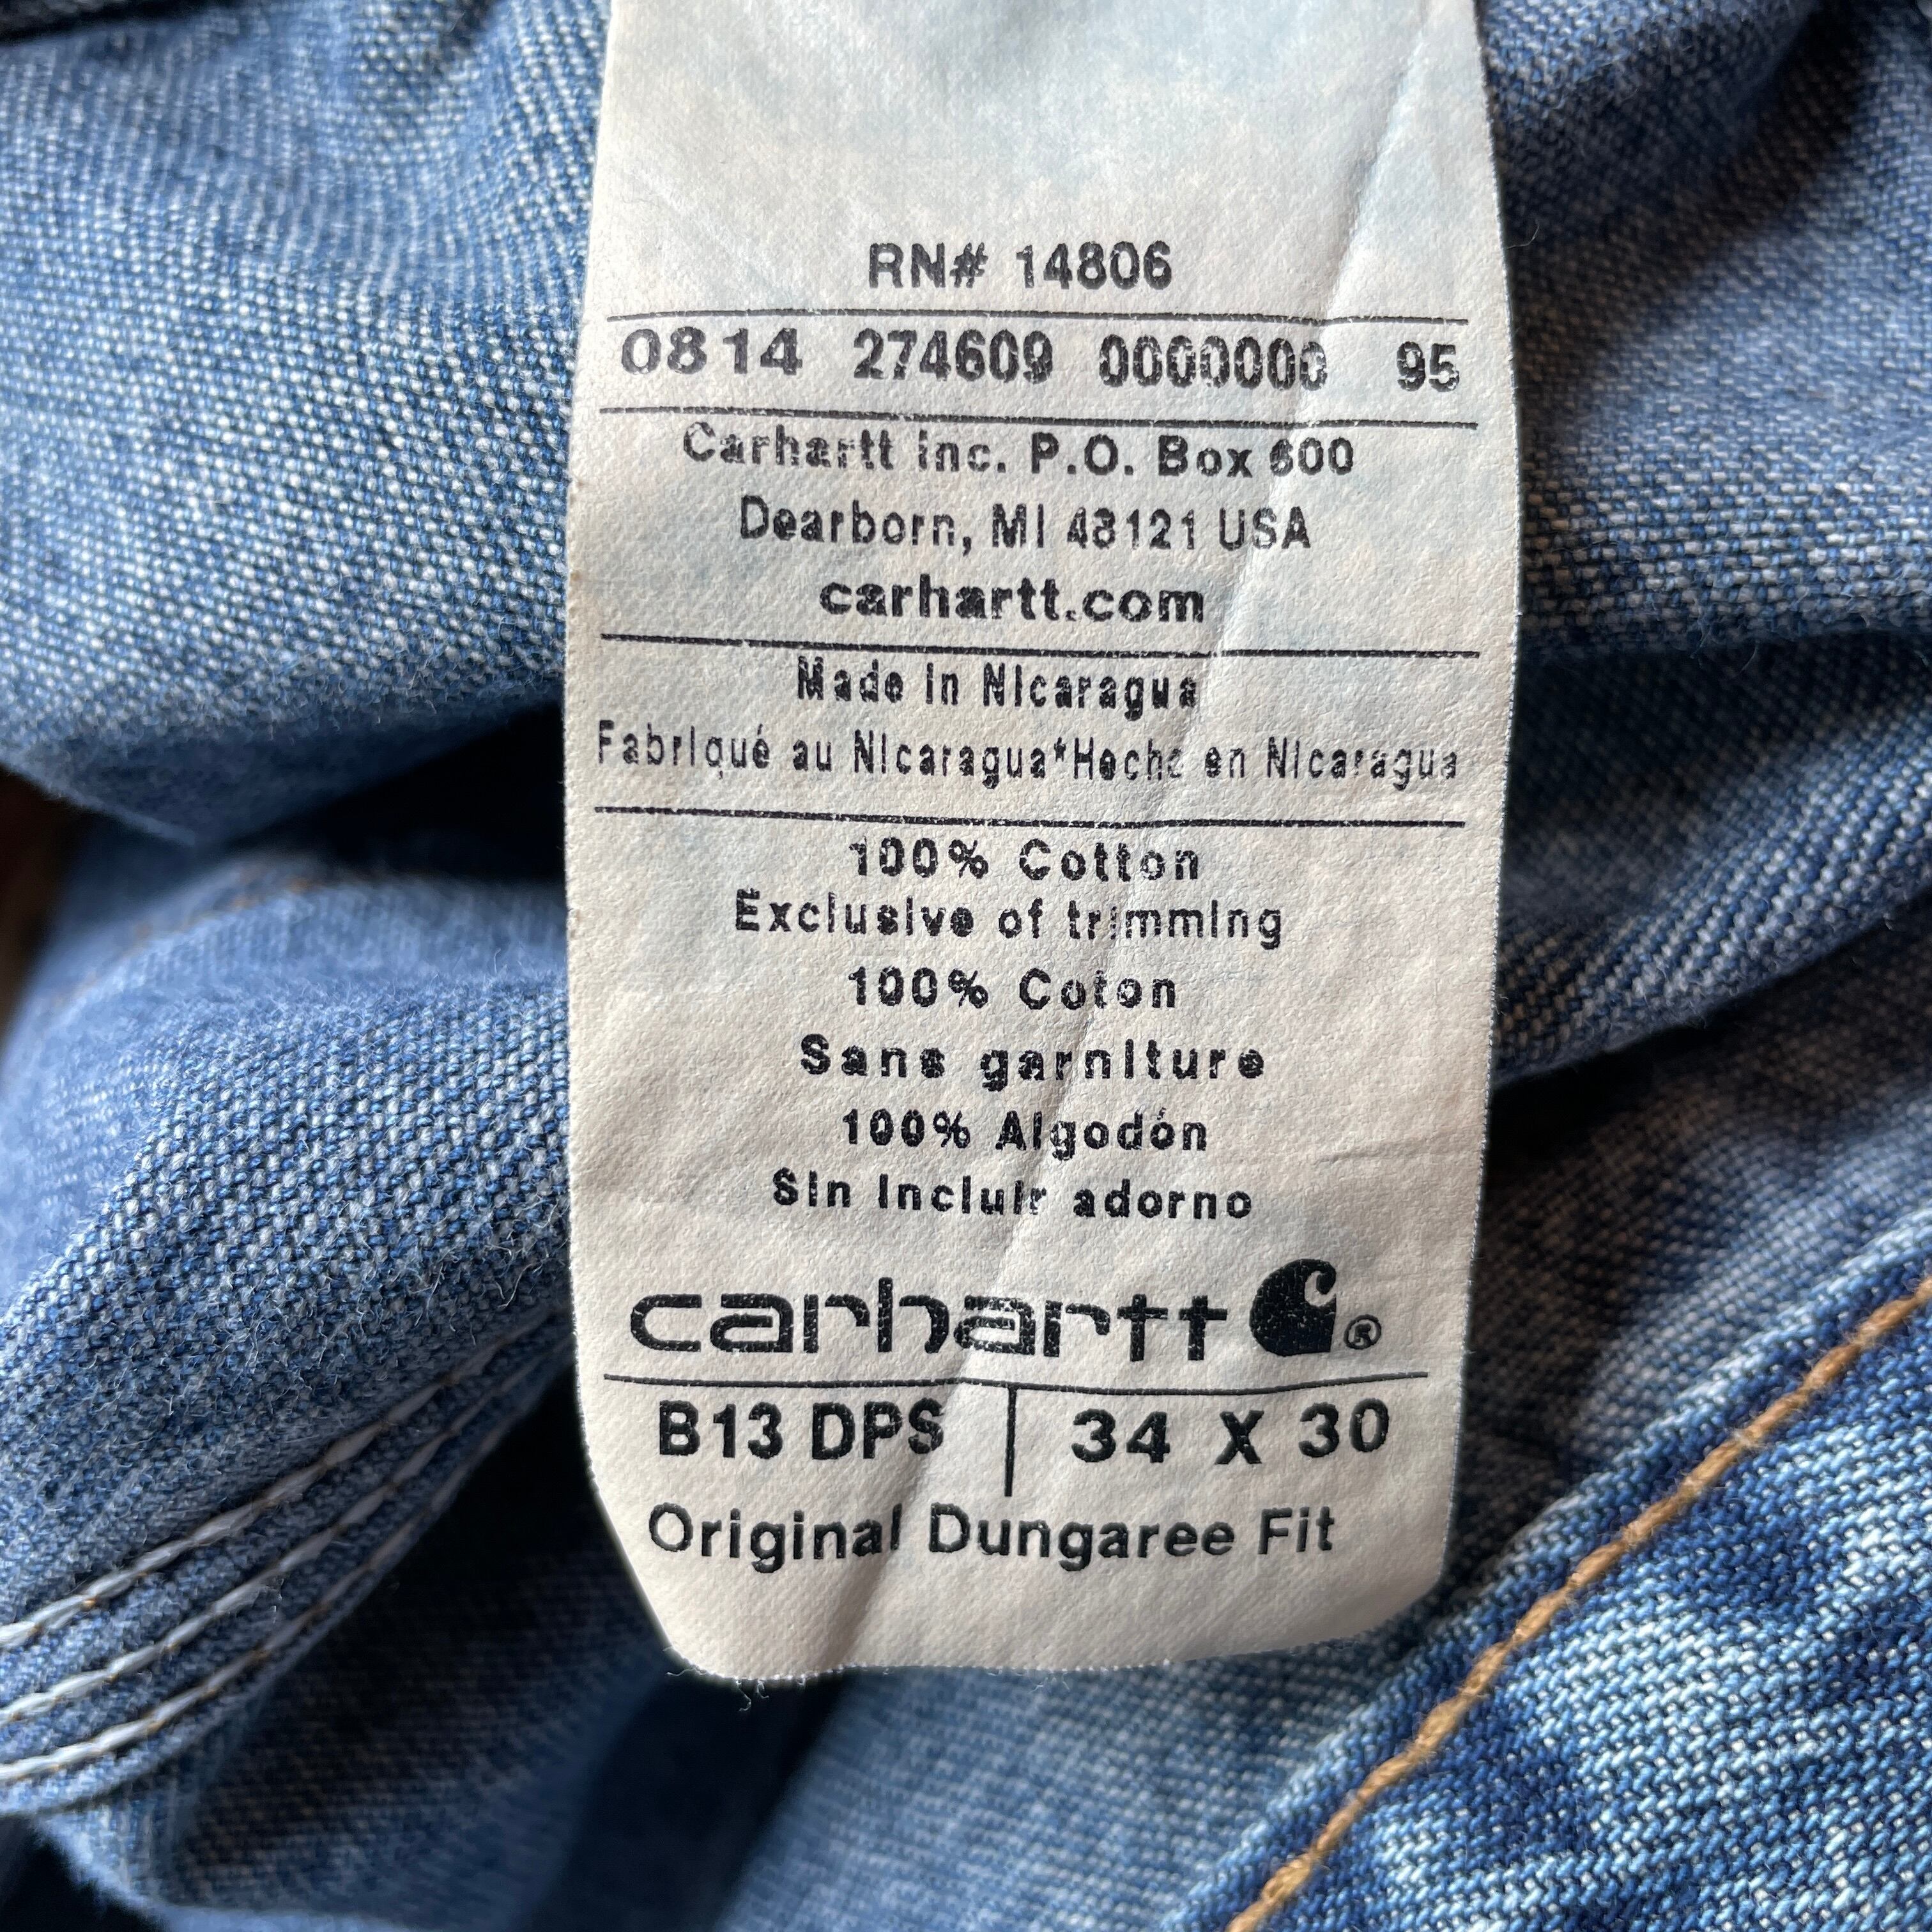 RN# 14806
0814 274609 0000000 95
Carhartt Inc. P.O. Box 600
Dearborn, MI 48121 USA
carhartt.com
Made in Nicaragua
Fabriqué au Nicaragua*Hecho en Nicaragua
100% Cotton
Exclusive of trimming
100% Coton
Sans garniture
100% Algodón
Sin incluir adorno
carhartt ®
B13 DPS | 34 X 30
Original Dungaree Fit